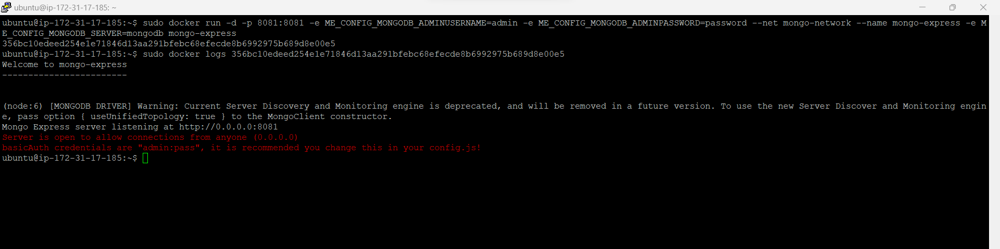 ubuntu@ip-172-31-17-185: ~
ubuntu@ip-172-31-17-185:~$ sudo docker run -d -p 8081:8081 -e ME_CONFIG_MONGODB_ADMINUSERNAME=admin -e ME_CONFIG_MONGODB_ADMINPASSWORD=password --net mongo-network --name mongo-express -e M
E_CONFIG_MONGODB_SERVER=mongodb mongo-express
356bc10edeed254e1e71846d13aa291bfebc68efecde8b6992975b689d8e00e5
ubuntu@ip-172-31-17-185:~$ sudo docker logs 356bc10edeed254e1e71846d13aa291bfebc68efecde8b6992975b689d8e00e5
Welcome to mongo-express
------------------------
(node:6) [MONGODB DRIVER] Warning: Current Server Discovery and Monitoring engine is deprecated, and will be removed in a future version. To use the new Server Discover and Monitoring engin
e, pass option { useUnifiedTopology: true } to the MongoClient constructor.
Mongo Express server listening at http://0.0.0.0:8081
Server is open to allow connections from anyone (0.0.0.0)
basicAuth credentials are "admin:pass", it is recommended you change this in your config.js!
ubuntu@ip-172-31-17-185:~$